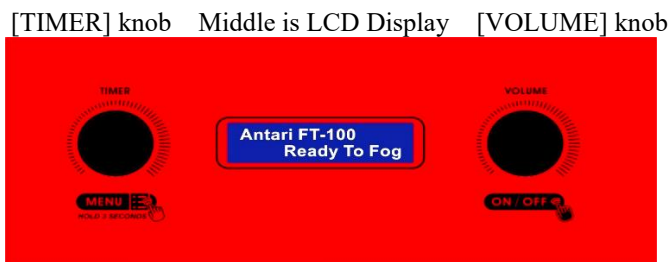 [TIMER] knob Middle is LCD Display [VOLUME] knob
TIMER
VOLUME
Antari FT-100
Ready To Fog
MENU
ON / OFF
HOLD 2 SECONDS